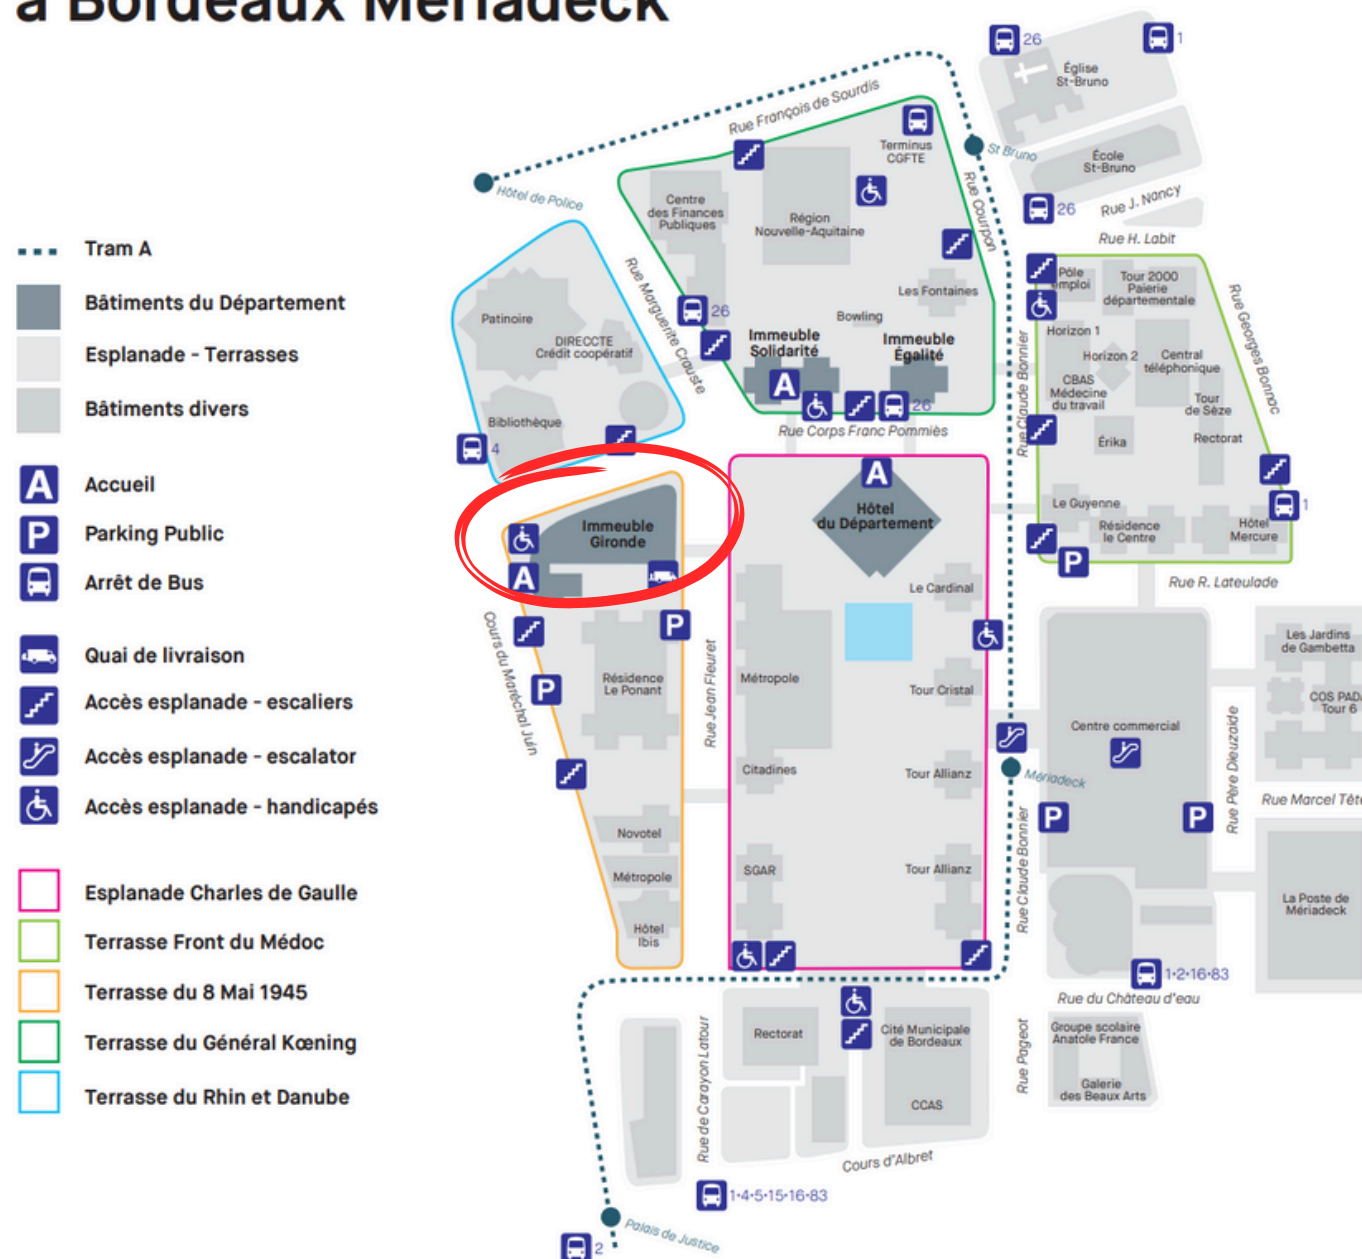 à Bordeaux Mériadeck
Tram A
Bâtiments du Département
Esplanade - Terrasses
Bâtiments divers
A
Accueil
P
Parking Public
Arrêt de Bus
Quai de livraison
Accès esplanade - escaliers
Accès esplanade - escalator
Accès esplanade - handicapés
Esplanade Charles de Gaulle
Terrasse Front du Médoc
Terrasse du 8 Mai 1945
Terrasse du Général Kœning
Terrasse du Rhin et Danube
26
1
Église
St-Bruno
Rue François de Sourdis
Terminus
CGFTE
St Bruno
École
St-Bruno
Hôtel de Police
26
Rue J. Nancy
Rue H. Labit
Centre
des Finances
Publiques
Région
Nouvelle-Aquitaine
Rue Courpon
Les Fontaines
Bowling
26
Rue Marguerite Crauste
Immeuble
Solidarité
A
Immeuble
Égalité
26
Rue Corps Franc Pommiès
Patinoire
DIRECCTE
Crédit coopératif
Bibliothèque
4
Pôle
emploi
Tour 2000
Paierie
départementale
Horizon 1
Horizon 2
Central
téléphonique
CBAS
Médecine
du travail
Tour
de Sèze
Érika
Rectorat
Rue Georges Bonnac
Rue Claude Bonnier
Le Guyenne
Résidence
le Centre
Hôtel
Mercure
1
P
Rue R. Lateulade
Immeuble
Gironde
A
A
Hôtel
du Département
Le Cardinal
Cours du Maréchal Juin
P
P
Résidence
Le Ponant
Rue Jean Fleuret
Métropole
Tour Cristal
Citadines
Tour Allianz
Novotel
Métropole
Hôtel
Ibis
SGAR
Tour Allianz
Mériadeck
Rue Claude Bonnier
Centre commercial
P
P
Rue Père Dieuzaide
Les Jardins
de Gambetta
COS PAD
Tour 6
Rue Marcel Tête
La Poste de
Mériadeck
1•2•16•83
Rue du Château d'eau
Rue de Carayon Latour
Rectorat
Cité Municipale
de Bordeaux
CCAS
Rue Pageot
Groupe scolaire
Anatole France
Galerie
des Beaux Arts
Cours d'Albret
1•4•5•15•16•83
Palais de Justice
2